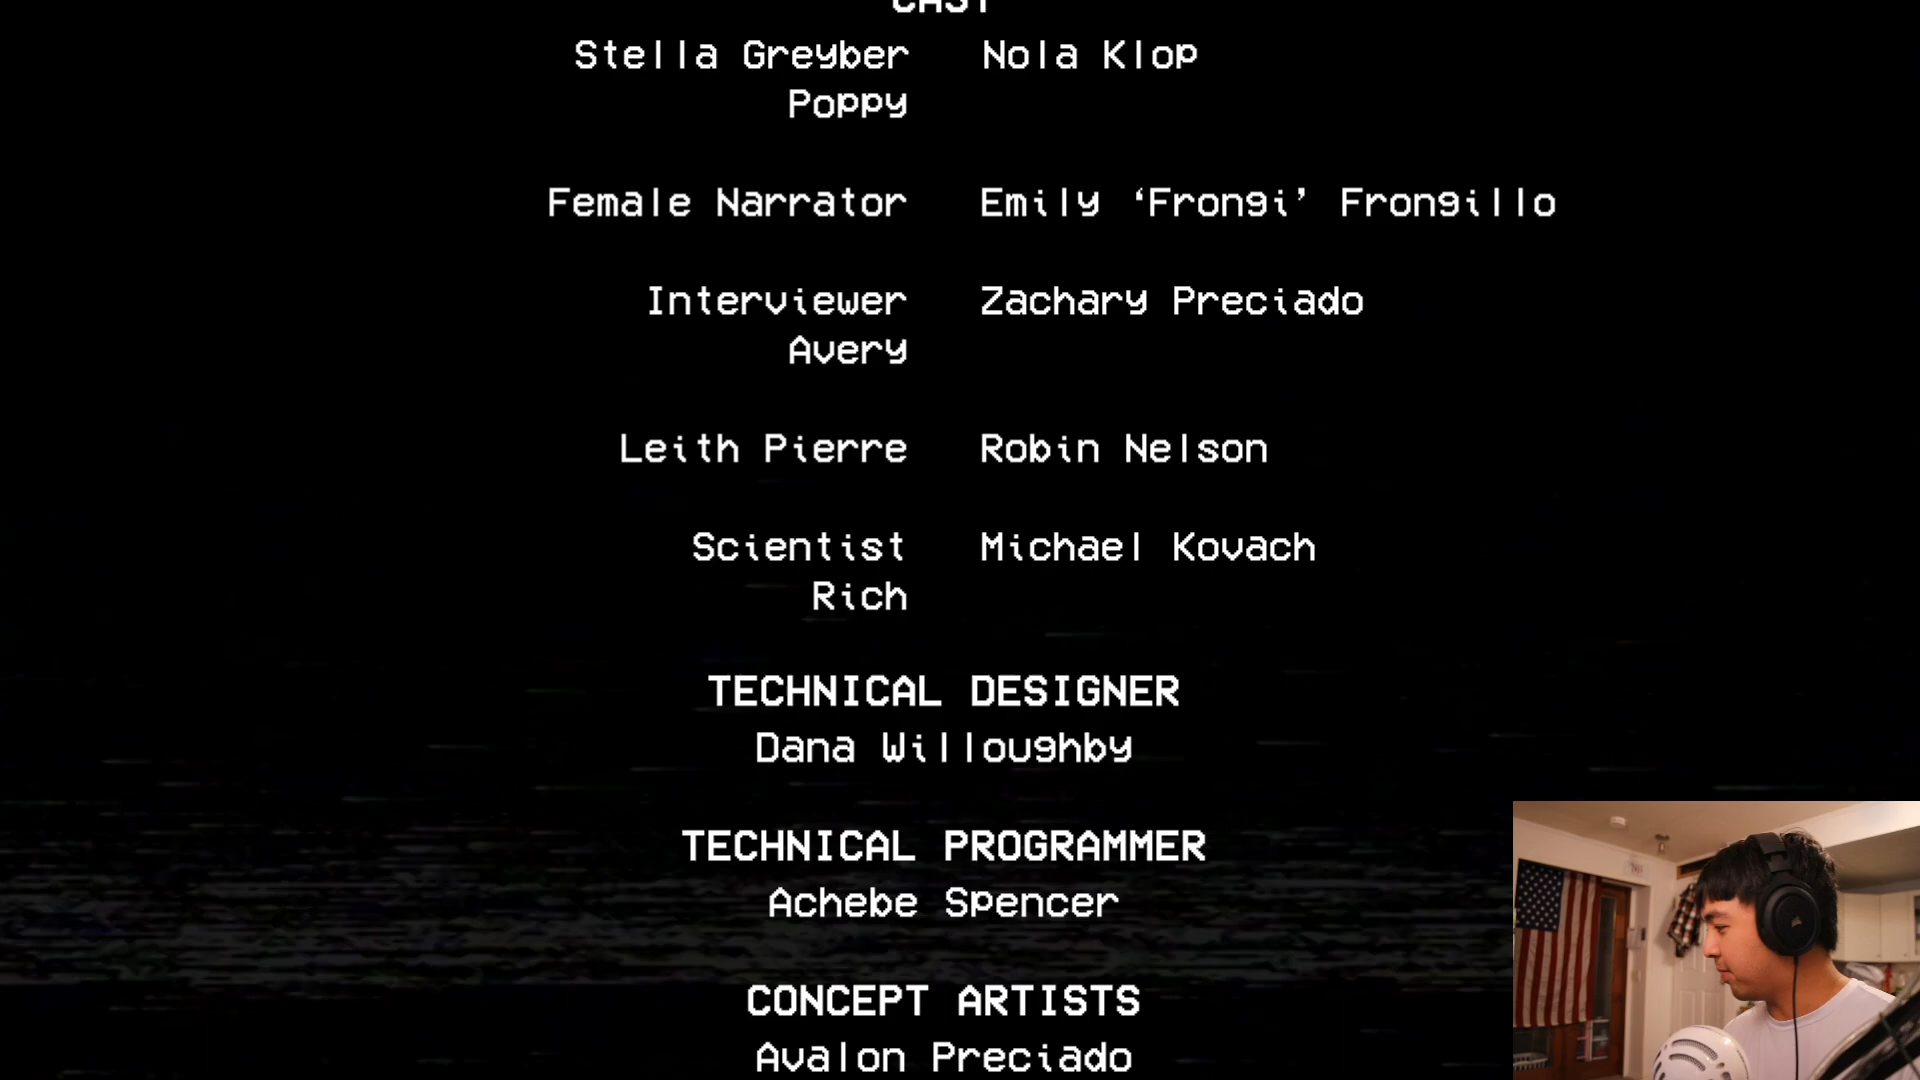 CAST
Stella Greyber Nola Klop
Poppy
Female Narrator Emily ‘Frongi’ Frongillo
Interviewer Zachary Preciado
Avery
Leith Pierre Robin Nelson
Scientist Michael Kovach
Rich
TECHNICAL DESIGNER
Dana Willoughby
TECHNICAL PROGRAMMER
Achebe Spencer
CONCEPT ARTISTS
Avalon Preciado